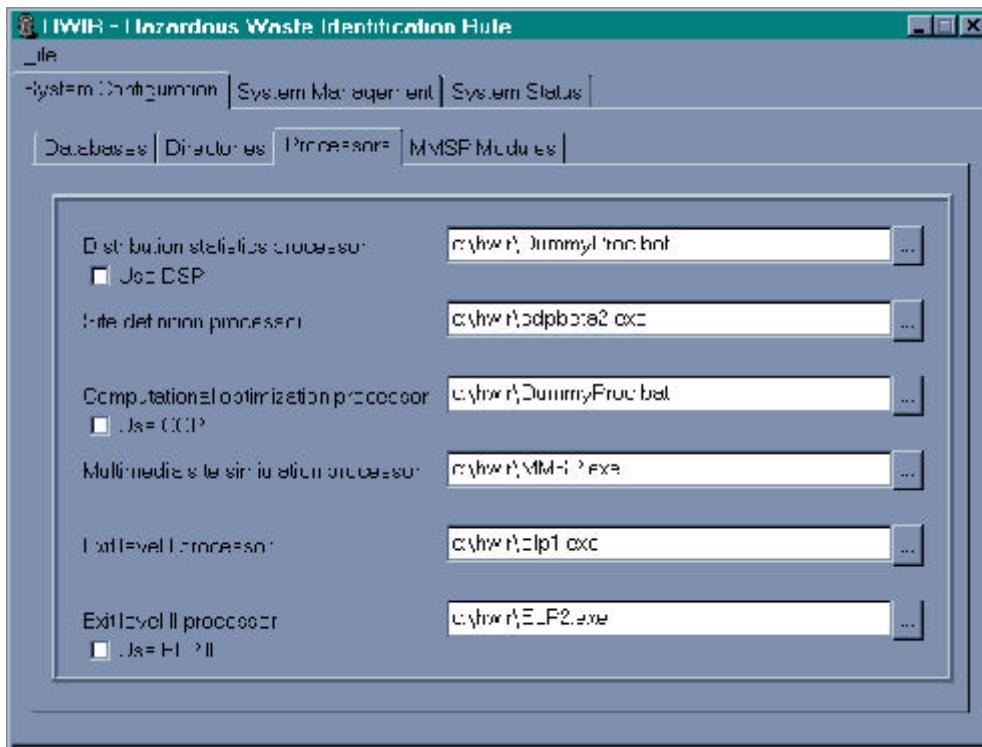 HWIR - Hazardous Waste Identification Rule
File
System Configuration System Management System Status
Databases Directories Processors MMSP Modules
Distribution statistics processor c:\hwir\DummyProc.bat ...
Use DSP
Site definition processor c:\hwir\sdpbeta2.exe ...
Computational optimization processor c:\hwir\DummyProc.bat ...
Use COP
Multimedia site simulation processor c:\hwir\MMSP.exe ...
Exit level I processor c:\hwir\elp1.exe ...
Exit level II processor c:\hwir\ELP2.exe ...
Use ELP II